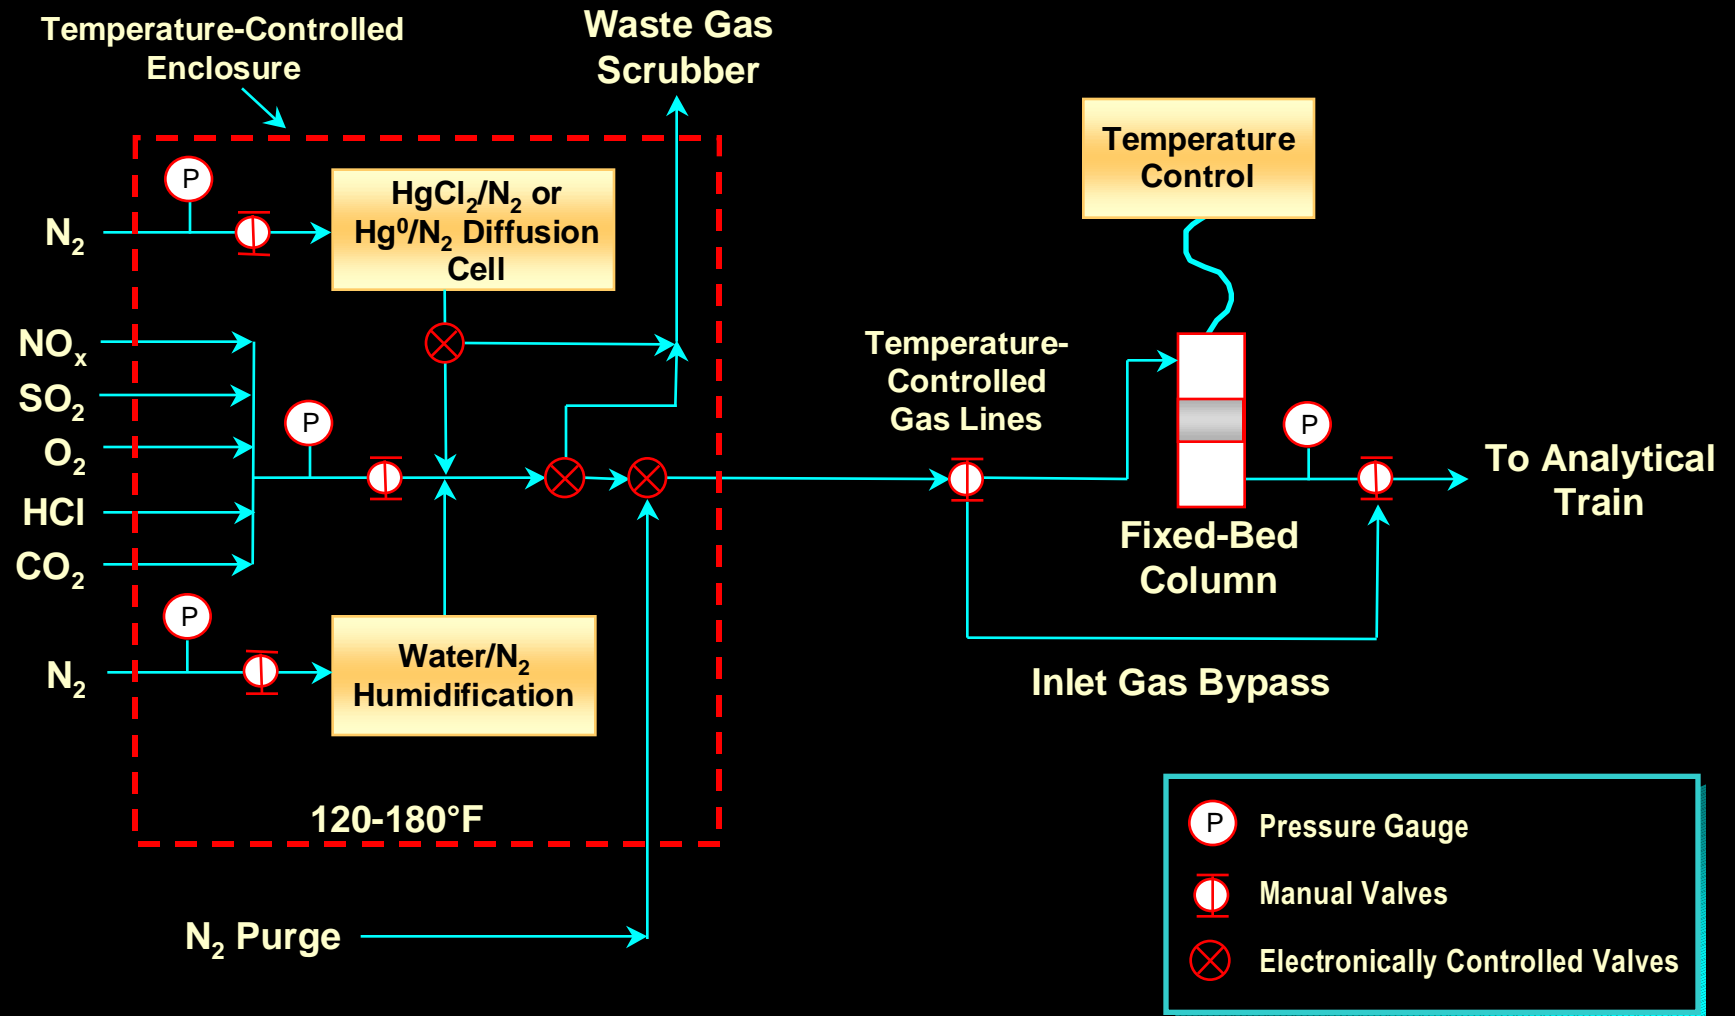 Temperature-Controlled
Enclosure
Waste Gas
Scrubber
Temperature
Control
P
HgCl₂/N₂ or
Hg⁰/N₂ Diffusion
Cell
N₂
NOₓ
SO₂
O₂
HCl
CO₂
P
Temperature-
Controlled
Gas Lines
P
To Analytical
Train
Fixed-Bed
Column
P
N₂
Water/N₂
Humidification
Inlet Gas Bypass
120-180°F
N₂ Purge
P Pressure Gauge
Manual Valves
Electronically Controlled Valves